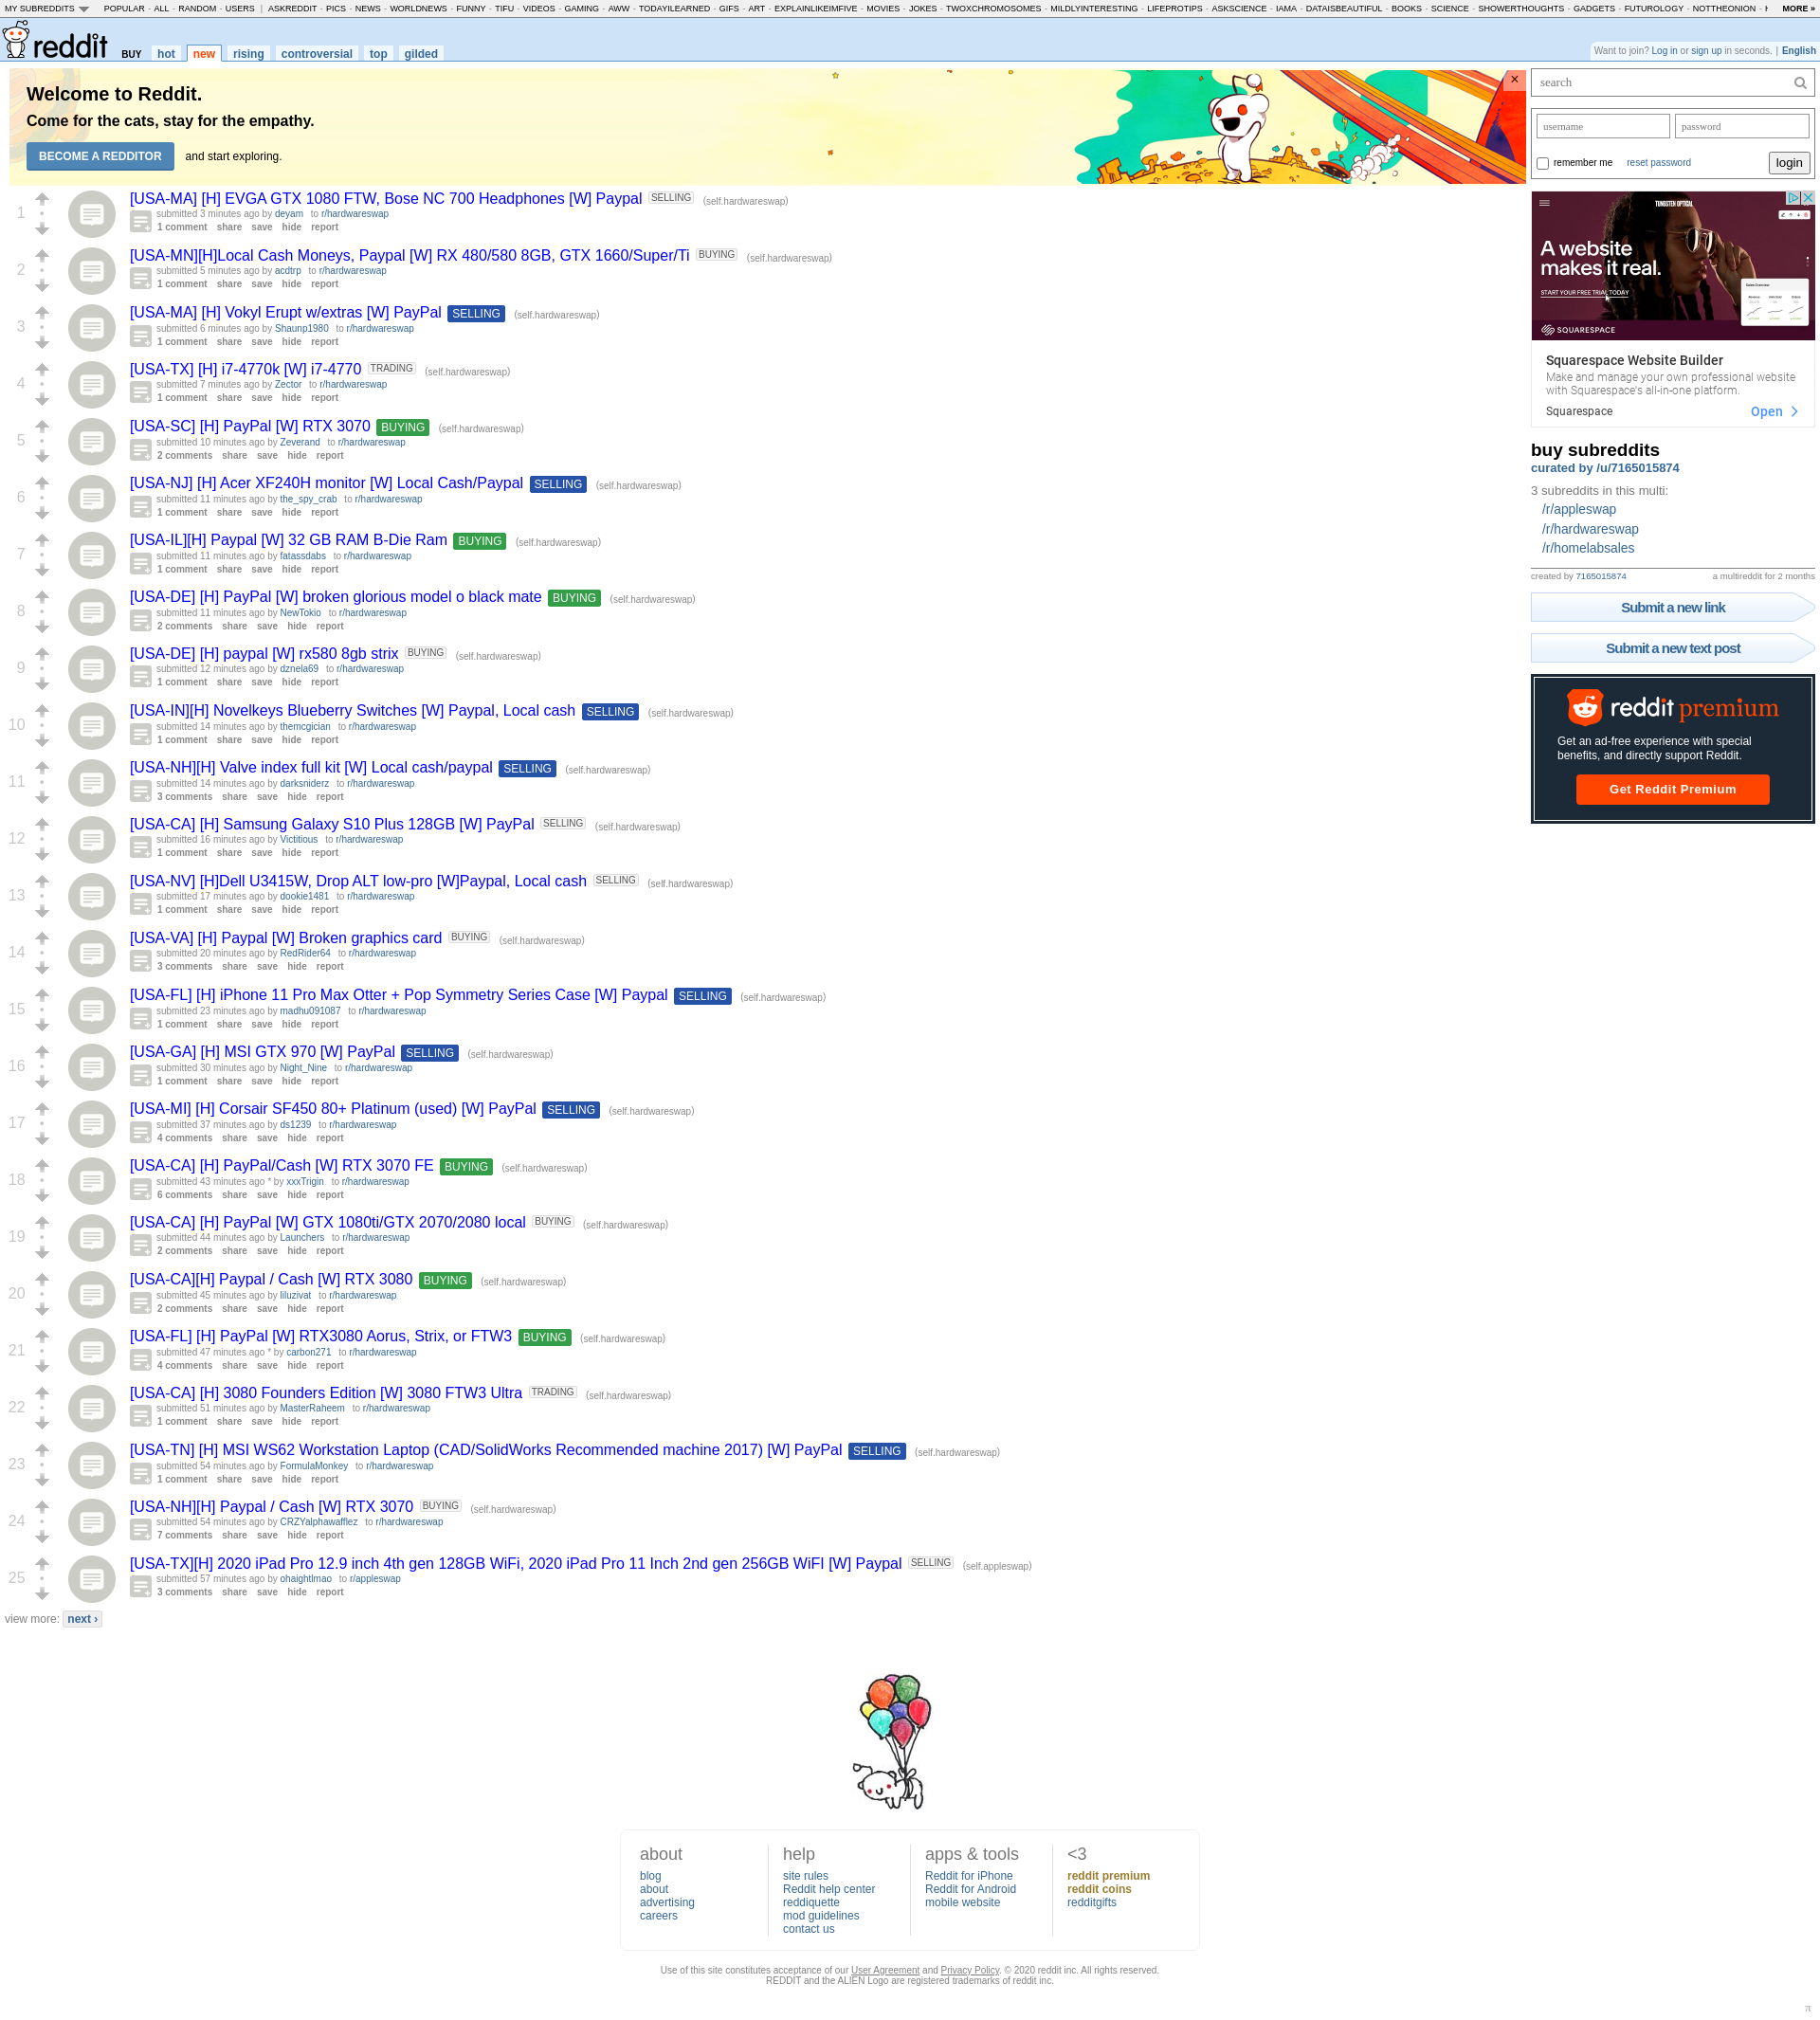 MY SUBREDDITS POPULAR - ALL - RANDOM - USERS | ASKREDDIT - PICS - NEWS - WORLDNEWS - FUNNY - TIFU - VIDEOS - GAMING - AWW - TODAYILEARNED - GIFS - ART - EXPLAINLIKEIMFIVE - MOVIES - JOKES - TWOXCHROMOSOMES - MILDLYINTERESTING - LIFEPROTIPS - ASKSCIENCE - IAMA - DATAISBEAUTIFUL - BOOKS - SCIENCE - SHOWERTHOUGHTS - GADGETS - FUTUROLOGY - NOTTHEONION - MORE »
reddit BUY hot new rising controversial top gilded
Want to join? Log in or sign up in seconds. | English
Welcome to Reddit.
Come for the cats, stay for the empathy.
BECOME A REDDITOR and start exploring.
×
1
[USA-MA] [H] EVGA GTX 1080 FTW, Bose NC 700 Headphones [W] Paypal SELLING (self.hardwareswap)
submitted 3 minutes ago by deyam to r/hardwareswap
1 comment share save hide report
2
[USA-MN][H]Local Cash Moneys, Paypal [W] RX 480/580 8GB, GTX 1660/Super/Ti BUYING (self.hardwareswap)
submitted 5 minutes ago by acdtrp to r/hardwareswap
1 comment share save hide report
3
[USA-MA] [H] Vokyl Erupt w/extras [W] PayPal SELLING (self.hardwareswap)
submitted 6 minutes ago by Shaunp1980 to r/hardwareswap
1 comment share save hide report
4
[USA-TX] [H] i7-4770k [W] i7-4770 TRADING (self.hardwareswap)
submitted 7 minutes ago by Zector to r/hardwareswap
1 comment share save hide report
5
[USA-SC] [H] PayPal [W] RTX 3070 BUYING (self.hardwareswap)
submitted 10 minutes ago by Zeverand to r/hardwareswap
2 comments share save hide report
6
[USA-NJ] [H] Acer XF240H monitor [W] Local Cash/Paypal SELLING (self.hardwareswap)
submitted 11 minutes ago by the_spy_crab to r/hardwareswap
1 comment share save hide report
7
[USA-IL][H] Paypal [W] 32 GB RAM B-Die Ram BUYING (self.hardwareswap)
submitted 11 minutes ago by fatassdabs to r/hardwareswap
1 comment share save hide report
8
[USA-DE] [H] PayPal [W] broken glorious model o black mate BUYING (self.hardwareswap)
submitted 11 minutes ago by NewTokio to r/hardwareswap
2 comments share save hide report
9
[USA-DE] [H] paypal [W] rx580 8gb strix BUYING (self.hardwareswap)
submitted 12 minutes ago by dznela69 to r/hardwareswap
1 comment share save hide report
10
[USA-IN][H] Novelkeys Blueberry Switches [W] Paypal, Local cash SELLING (self.hardwareswap)
submitted 14 minutes ago by themcgician to r/hardwareswap
1 comment share save hide report
11
[USA-NH][H] Valve index full kit [W] Local cash/paypal SELLING (self.hardwareswap)
submitted 14 minutes ago by darksniderz to r/hardwareswap
3 comments share save hide report
12
[USA-CA] [H] Samsung Galaxy S10 Plus 128GB [W] PayPal SELLING (self.hardwareswap)
submitted 16 minutes ago by Victitious to r/hardwareswap
1 comment share save hide report
13
[USA-NV] [H]Dell U3415W, Drop ALT low-pro [W]Paypal, Local cash SELLING (self.hardwareswap)
submitted 17 minutes ago by dookie1481 to r/hardwareswap
1 comment share save hide report
14
[USA-VA] [H] Paypal [W] Broken graphics card BUYING (self.hardwareswap)
submitted 20 minutes ago by RedRider64 to r/hardwareswap
3 comments share save hide report
15
[USA-FL] [H] iPhone 11 Pro Max Otter + Pop Symmetry Series Case [W] Paypal SELLING (self.hardwareswap)
submitted 23 minutes ago by madhu091087 to r/hardwareswap
1 comment share save hide report
16
[USA-GA] [H] MSI GTX 970 [W] PayPal SELLING (self.hardwareswap)
submitted 30 minutes ago by Night_Nine to r/hardwareswap
1 comment share save hide report
17
[USA-MI] [H] Corsair SF450 80+ Platinum (used) [W] PayPal SELLING (self.hardwareswap)
submitted 37 minutes ago by ds1239 to r/hardwareswap
4 comments share save hide report
18
[USA-CA] [H] PayPal/Cash [W] RTX 3070 FE BUYING (self.hardwareswap)
submitted 43 minutes ago * by xxxTrigin to r/hardwareswap
6 comments share save hide report
19
[USA-CA] [H] PayPal [W] GTX 1080ti/GTX 2070/2080 local BUYING (self.hardwareswap)
submitted 44 minutes ago by Launchers to r/hardwareswap
2 comments share save hide report
20
[USA-CA][H] Paypal / Cash [W] RTX 3080 BUYING (self.hardwareswap)
submitted 45 minutes ago by liluzivat to r/hardwareswap
2 comments share save hide report
21
[USA-FL] [H] PayPal [W] RTX3080 Aorus, Strix, or FTW3 BUYING (self.hardwareswap)
submitted 47 minutes ago * by carbon271 to r/hardwareswap
4 comments share save hide report
22
[USA-CA] [H] 3080 Founders Edition [W] 3080 FTW3 Ultra TRADING (self.hardwareswap)
submitted 51 minutes ago by MasterRaheem to r/hardwareswap
1 comment share save hide report
23
[USA-TN] [H] MSI WS62 Workstation Laptop (CAD/SolidWorks Recommended machine 2017) [W] PayPal SELLING (self.hardwareswap)
submitted 54 minutes ago by FormulaMonkey to r/hardwareswap
1 comment share save hide report
24
[USA-NH][H] Paypal / Cash [W] RTX 3070 BUYING (self.hardwareswap)
submitted 54 minutes ago by CRZYalphawafflez to r/hardwareswap
7 comments share save hide report
25
[USA-TX][H] 2020 iPad Pro 12.9 inch 4th gen 128GB WiFi, 2020 iPad Pro 11 Inch 2nd gen 256GB WiFI [W] Paypal SELLING (self.appleswap)
submitted 57 minutes ago by ohaightlmao to r/appleswap
3 comments share save hide report
view more: next ›
search
username password
remember me reset password login
TUNGSTEN OPTICAL
A website
makes it real.
START YOUR FREE TRIAL TODAY
SQUARESPACE
Squarespace Website Builder
Make and manage your own professional website
with Squarespace's all-in-one platform.
Squarespace Open
buy subreddits
curated by /u/7165015874
3 subreddits in this multi:
/r/appleswap
/r/hardwareswap
/r/homelabsales
created by 7165015874 a multireddit for 2 months
Submit a new link
Submit a new text post
reddit premium
Get an ad-free experience with special
benefits, and directly support Reddit.
Get Reddit Premium
about
blog
about
advertising
careers
help
site rules
Reddit help center
reddiquette
mod guidelines
contact us
apps & tools
Reddit for iPhone
Reddit for Android
mobile website
<3
reddit premium
reddit coins
redditgifts
Use of this site constitutes acceptance of our User Agreement and Privacy Policy. © 2020 reddit inc. All rights reserved.
REDDIT and the ALIEN Logo are registered trademarks of reddit inc.
π